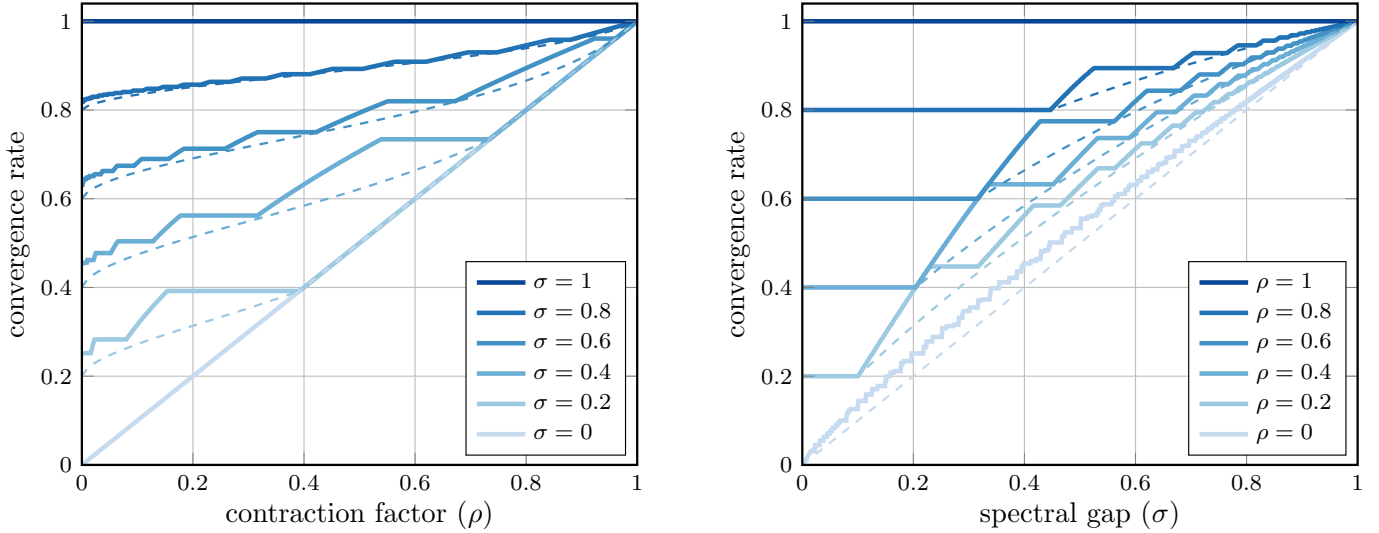 1
0.8
0.6
0.4
0.2
0
convergence rate
σ = 1
σ = 0.8
σ = 0.6
σ = 0.4
σ = 0.2
σ = 0
0 0.2 0.4 0.6 0.8 1
contraction factor (ρ)
1
0.8
0.6
0.4
0.2
0
convergence rate
ρ = 1
ρ = 0.8
ρ = 0.6
ρ = 0.4
ρ = 0.2
ρ = 0
0 0.2 0.4 0.6 0.8 1
spectral gap (σ)